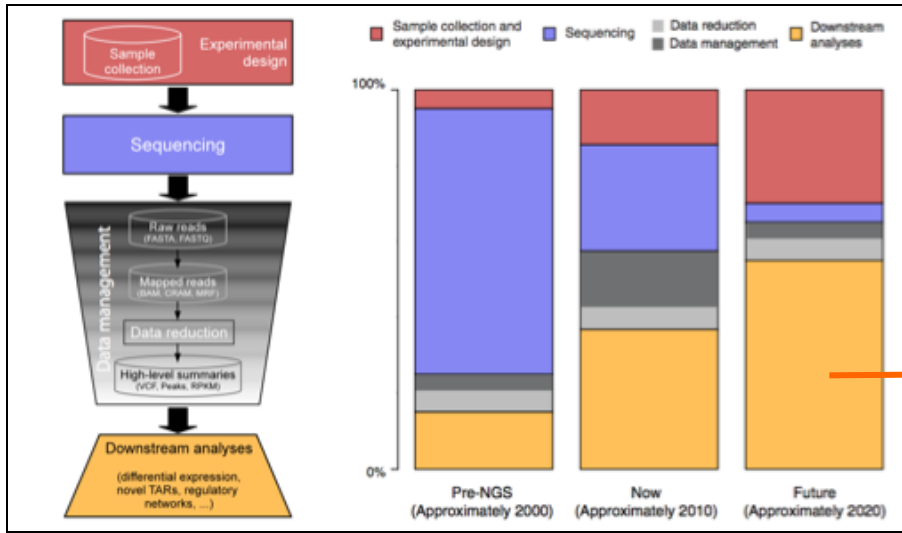 Sample
collection
Experimental
design
Sequencing
Data management
Raw reads
(FASTA, FASTQ)
Mapped reads
(BAM, CRAM, MRF)
Data reduction
High-level summaries
(VCF, Peaks, RPKM)
Downstream analyses
(differential expression,
novel TARs, regulatory
networks, ...)
Sample collection and
experimental design
Sequencing
Data reduction
Data management
Downstream
analyses
100%
0%
Pre-NGS
(Approximately 2000)
Now
(Approximately 2010)
Future
(Approximately 2020)